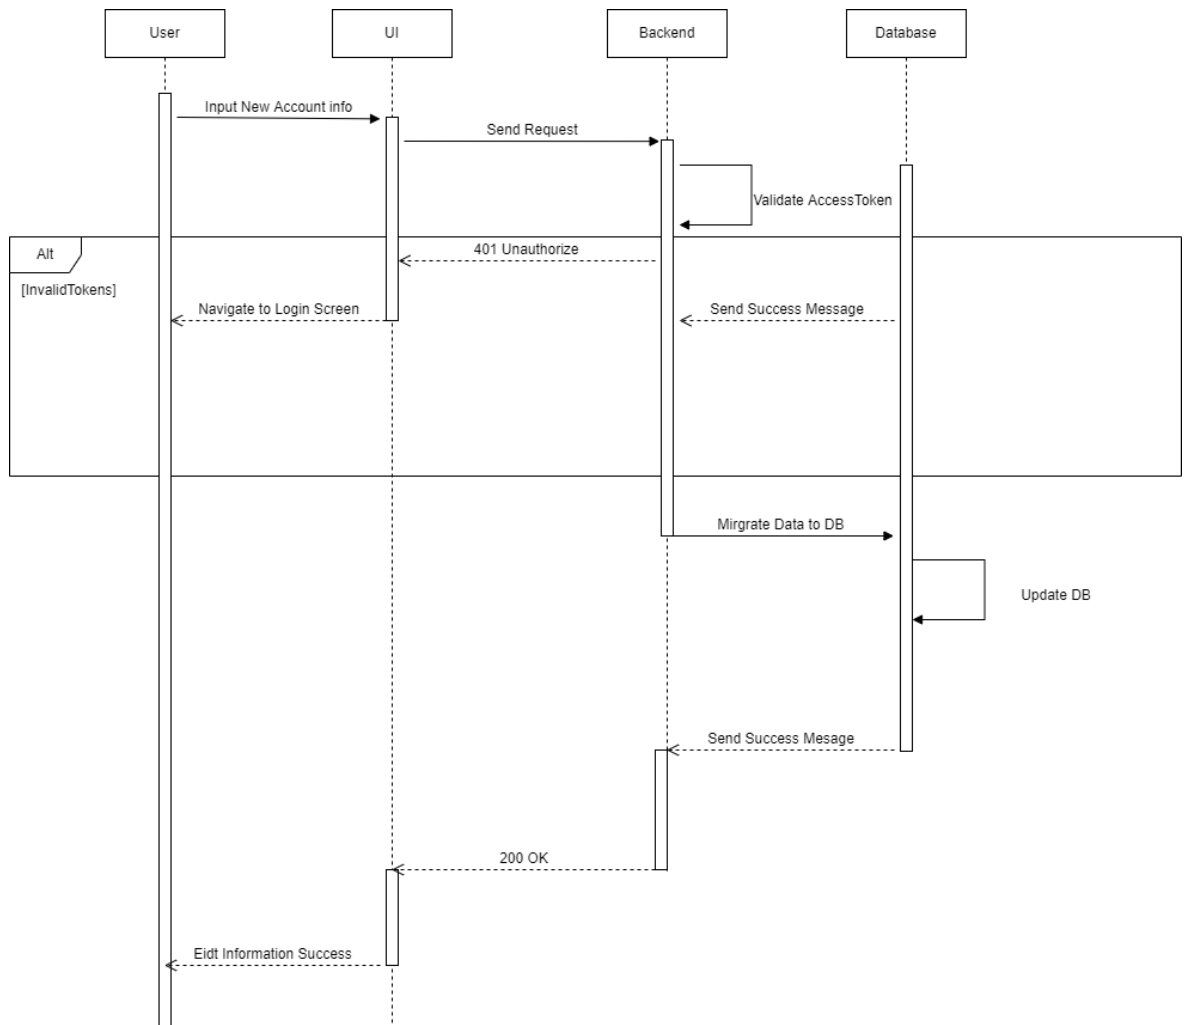 User
UI
Backend
Database
Input New Account info
Send Request
Validate AccessToken
Alt
401 Unauthorize
[InvalidTokens]
Navigate to Login Screen
Send Success Message
Mirgrate Data to DB
Update DB
Send Success Mesage
200 OK
Eidt Information Success